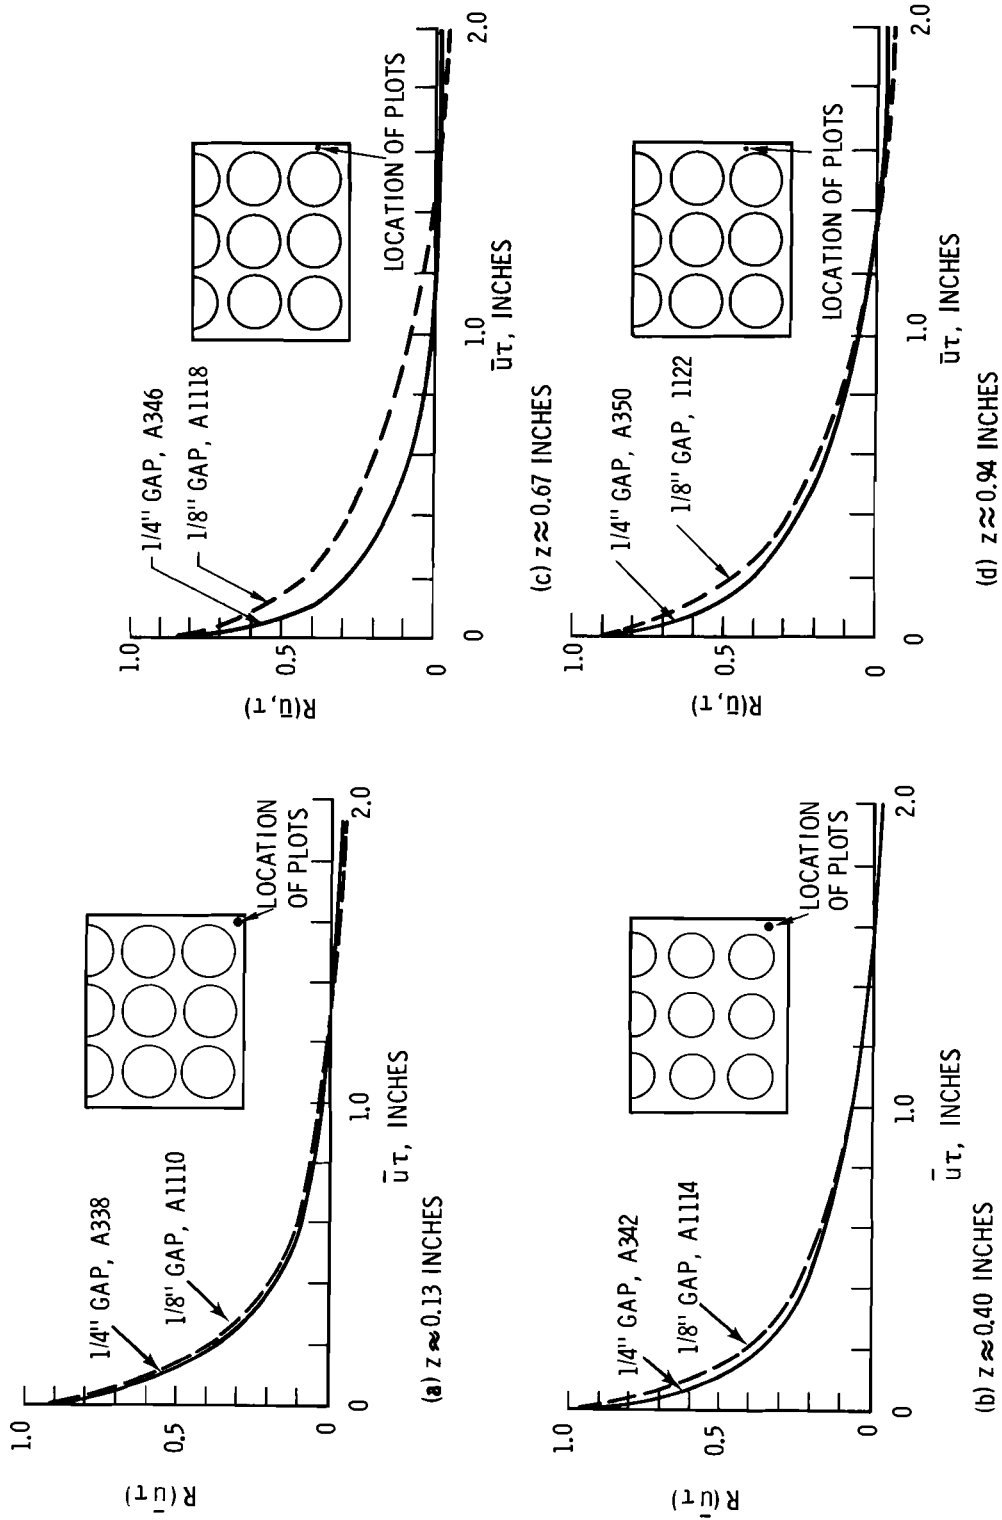 1.0
0.5
0
R(u̅τ)
1/4" GAP, A338
1/8" GAP, A1110
LOCATION
OF PLOTS
0
1.0
2.0
u̅τ, INCHES
(a) z ≈ 0.13 INCHES
1.0
0.5
0
R(u̅τ)
1/4" GAP, A342
1/8" GAP, A1114
LOCATION
OF PLOTS
0
1.0
2.0
u̅τ, INCHES
(b) z ≈ 0.40 INCHES
1.0
0.5
0
R(u̅,τ)
1/4" GAP, A346
1/8" GAP, A1118
LOCATION OF PLOTS
0
1.0
2.0
u̅τ, INCHES
(c) z ≈ 0.67 INCHES
1.0
0.5
0
R(u̅,τ)
1/4" GAP, A350
1/8" GAP, 1122
LOCATION OF PLOTS
0
1.0
2.0
u̅τ, INCHES
(d) z ≈ 0.94 INCHES